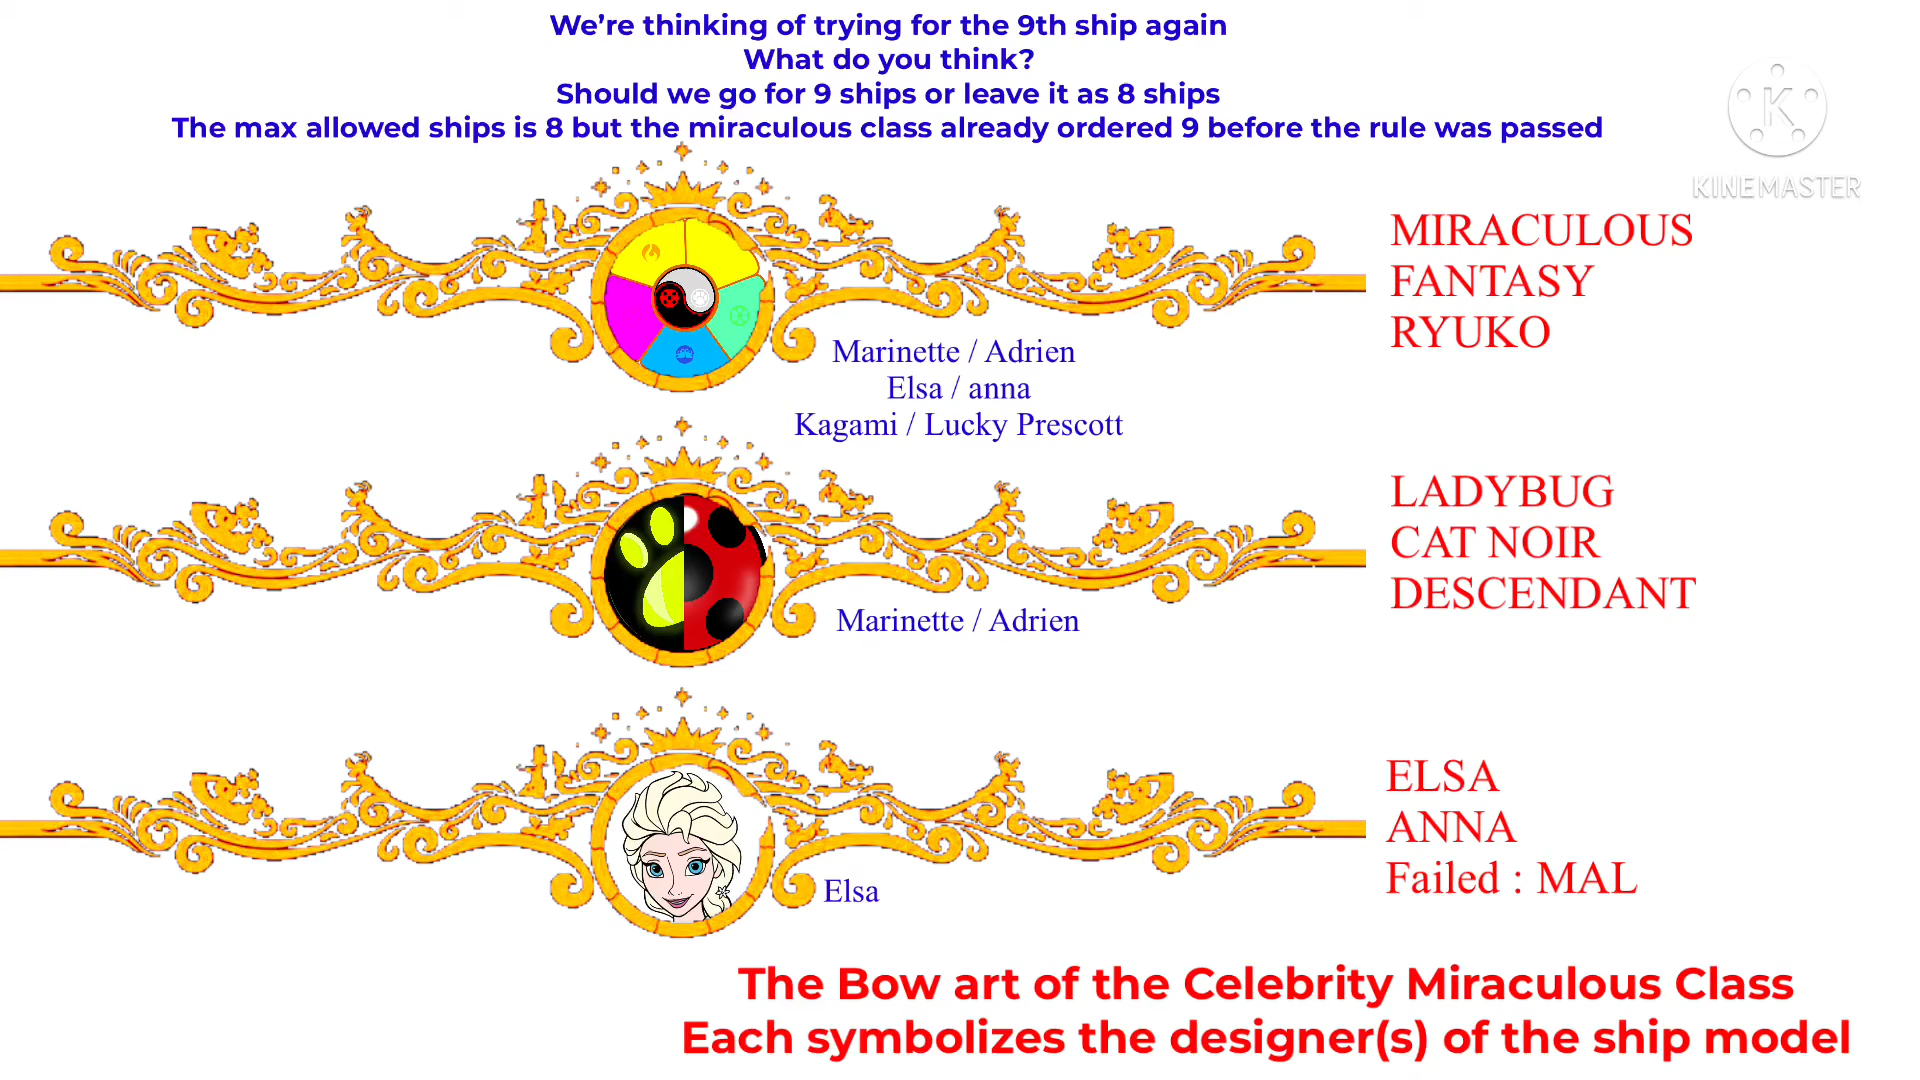 We’re thinking of trying for the 9th ship again
What do you think?
Should we go for 9 ships or leave it as 8 ships
The max allowed ships is 8 but the miraculous class already ordered 9 before the rule was passed
K
KINEMASTER
MIRACULOUS
FANTASY
RYUKO
Marinette / Adrien
Elsa / anna
Kagami / Lucky Prescott
LADYBUG
CAT NOIR
DESCENDANT
Marinette / Adrien
ELSA
ANNA
Failed : MAL
Elsa
The Bow art of the Celebrity Miraculous Class
Each symbolizes the designer(s) of the ship model